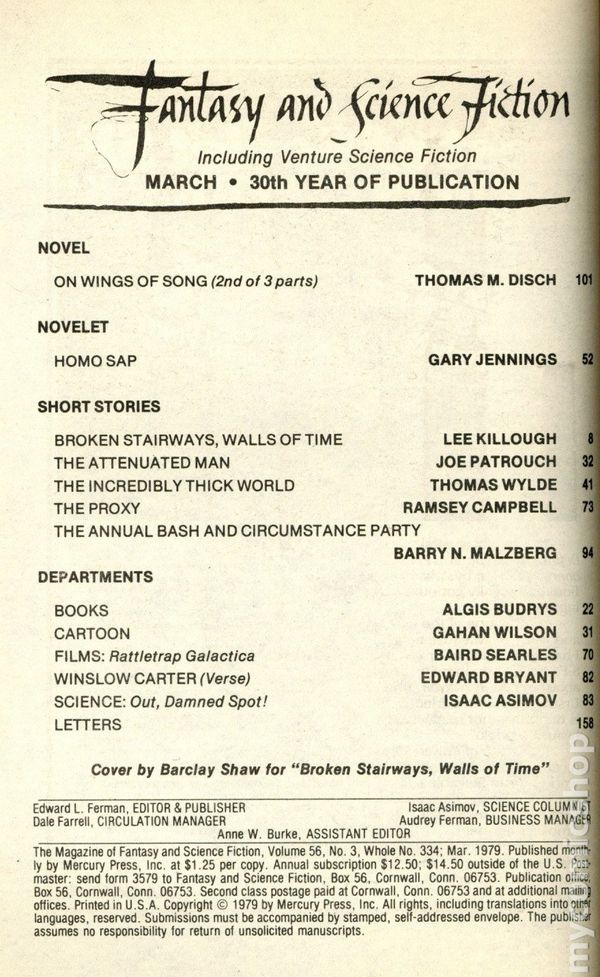 Fantasy and Science Fiction
Including Venture Science Fiction
MARCH • 30th YEAR OF PUBLICATION
NOVEL
ON WINGS OF SONG (2nd of 3 parts) THOMAS M. DISCH 101
NOVELET
HOMO SAP GARY JENNINGS 52
SHORT STORIES
BROKEN STAIRWAYS, WALLS OF TIME LEE KILLOUGH 8
THE ATTENUATED MAN JOE PATROUCH 32
THE INCREDIBLY THICK WORLD THOMAS WYLDE 41
THE PROXY RAMSEY CAMPBELL 73
THE ANNUAL BASH AND CIRCUMSTANCE PARTY
BARRY N. MALZBERG 94
DEPARTMENTS
BOOKS ALGIS BUDRYS 22
CARTOON GAHAN WILSON 31
FILMS: Rattletrap Galactica BAIRD SEARLES 70
WINSLOW CARTER (Verse) EDWARD BRYANT 82
SCIENCE: Out, Damned Spot! ISAAC ASIMOV 83
LETTERS 158
Cover by Barclay Shaw for "Broken Stairways, Walls of Time"
Edward L. Ferman, EDITOR & PUBLISHER Isaac Asimov, SCIENCE COLUMNIST
Dale Farrell, CIRCULATION MANAGER Audrey Ferman, BUSINESS MANAGER
Anne W. Burke, ASSISTANT EDITOR
The Magazine of Fantasy and Science Fiction, Volume 56, No. 3, Whole No. 334; Mar. 1979. Published month-
ly by Mercury Press, Inc. at $1.25 per copy. Annual subscription $12.50; $14.50 outside of the U.S. Post-
master: send form 3579 to Fantasy and Science Fiction, Box 56, Cornwall, Conn. 06753. Publication office,
Box 56, Cornwall, Conn. 06753. Second class postage paid at Cornwall, Conn. 06753 and at additional mailing
offices. Printed in U.S.A. Copyright © 1979 by Mercury Press, Inc. All rights, including translations into other
languages, reserved. Submissions must be accompanied by stamped, self-addressed envelope. The publisher
assumes no responsibility for return of unsolicited manuscripts.